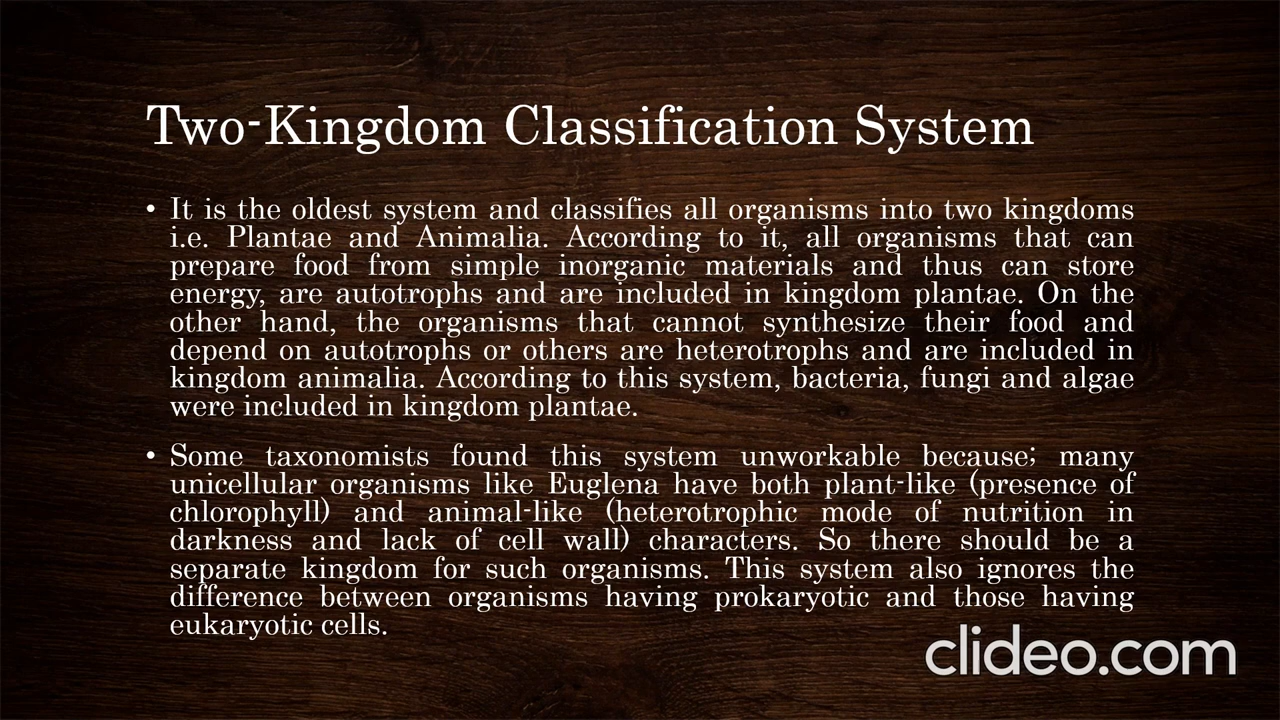 Two-Kingdom Classification System
• It is the oldest system and classifies all organisms into two kingdoms
i.e. Plantae and Animalia. According to it, all organisms that can
prepare food from simple inorganic materials and thus can store
energy, are autotrophs and are included in kingdom plantae. On the
other hand, the organisms that cannot synthesize their food and
depend on autotrophs or others are heterotrophs and are included in
kingdom animalia. According to this system, bacteria, fungi and algae
were included in kingdom plantae.
• Some taxonomists found this system unworkable because; many
unicellular organisms like Euglena have both plant-like (presence of
chlorophyll) and animal-like (heterotrophic mode of nutrition in
darkness and lack of cell wall) characters. So there should be a
separate kingdom for such organisms. This system also ignores the
difference between organisms having prokaryotic and those having
eukaryotic cells.
clideo.com